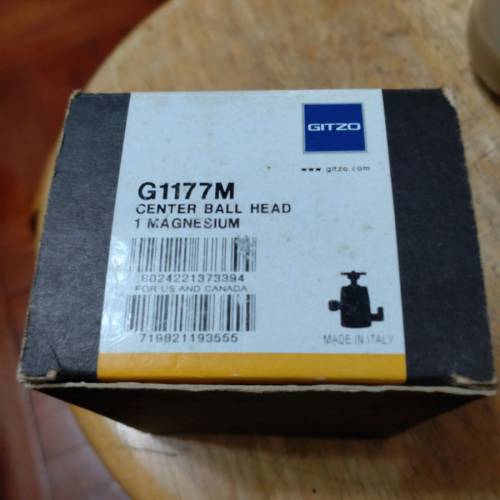 GITZO
www.gitzo.com
G1177M
CENTER BALL HEAD
1 MAGNESIUM
8024221373394
FOR US AND CANADA
719821193555
MADE IN ITALY